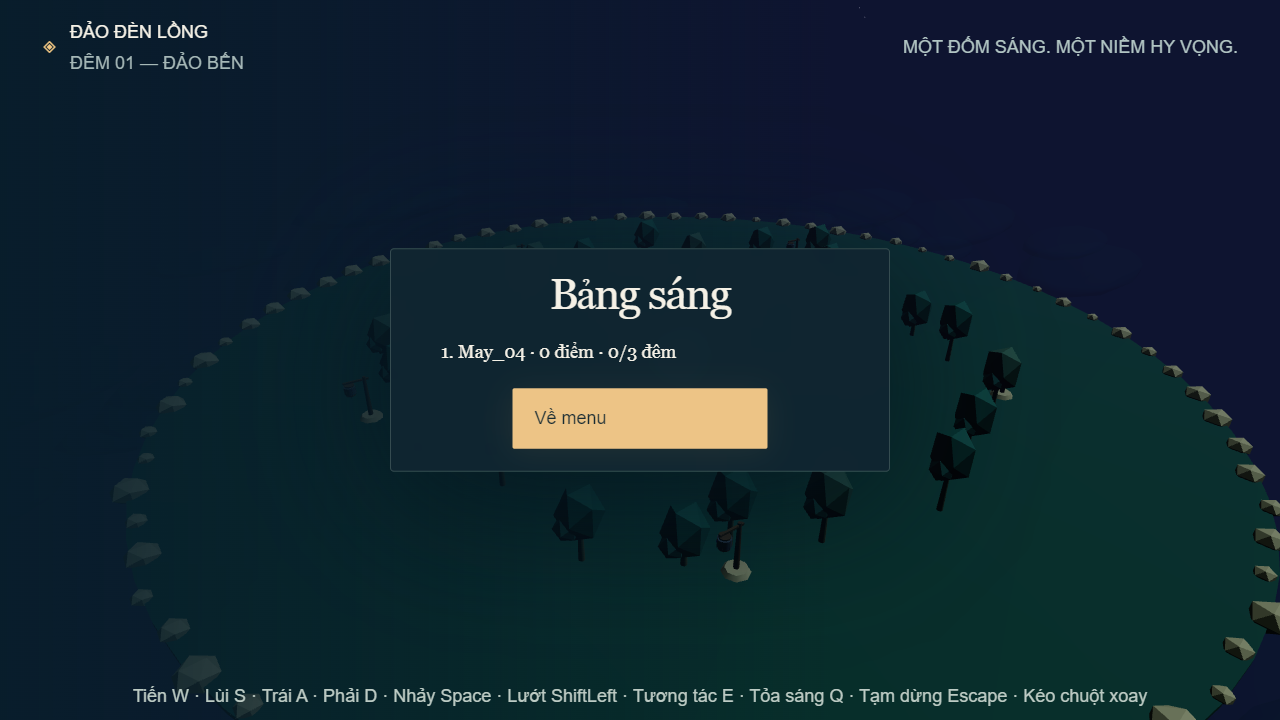 ĐẢO ĐÈN LỒNG
ĐÊM 01 — ĐẢO BẾN
MỘT ĐỐM SÁNG. MỘT NIỀM HY VỌNG.
Bảng sáng
1. May_04 · 0 điểm · 0/3 đêm
Về menu
Tiến W · Lùi S · Trái A · Phải D · Nhảy Space · Lướt ShiftLeft · Tương tác E · Tỏa sáng Q · Tạm dừng Escape · Kéo chuột xoay